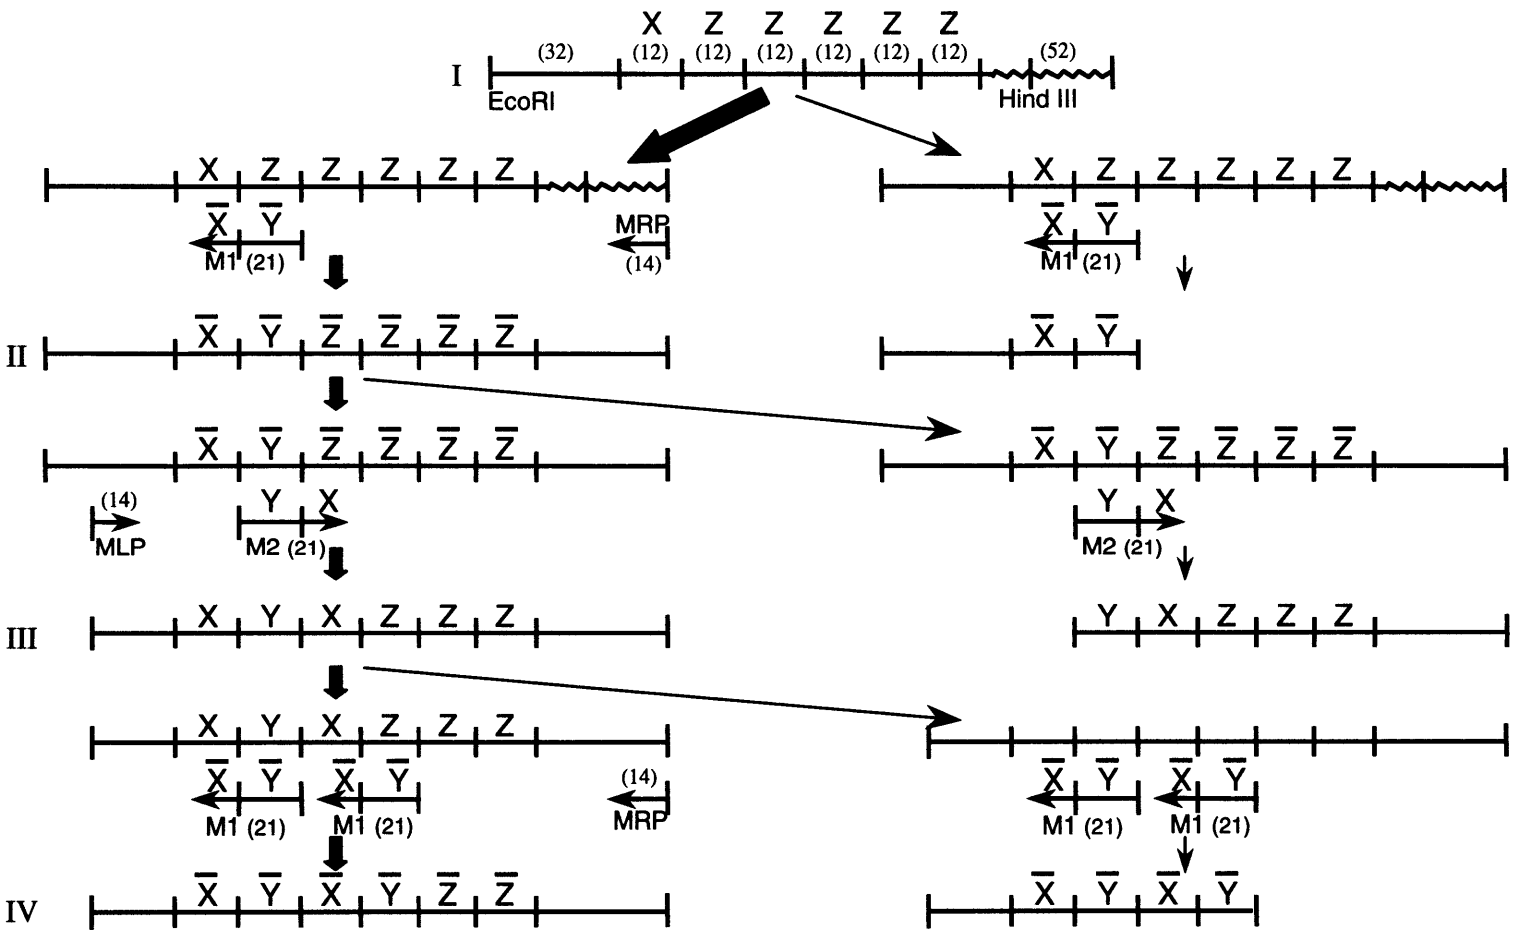 X Z Z Z Z Z
(32) (12) (12) (12) (12) (12) (12) (52)
I
EcoRI Hind III
X Z Z Z Z Z X Z Z Z Z Z
X̅ Y̅ MRP X̅ Y̅
M1 (21) (14) M1 (21)
X̅ Y̅ Z̅ Z̅ Z̅ Z̅ X̅ Y̅
II
X̅ Y̅ Z̅ Z̅ Z̅ Z̅ X̅ Y̅ Z̅ Z̅ Z̅ Z̅
(14) Y X Y X
MLP M2 (21) M2 (21)
X Y X Z Z Z Y X Z Z Z
III
X Y X Z Z Z
X̅ Y̅ X̅ Y̅ (14) X̅ Y̅ X̅ Y̅
M1 (21) M1 (21) MRP M1 (21) M1 (21)
X̅ Y̅ X̅ Y̅ Z̅ Z̅ X̅ Y̅ X̅ Y̅
IV